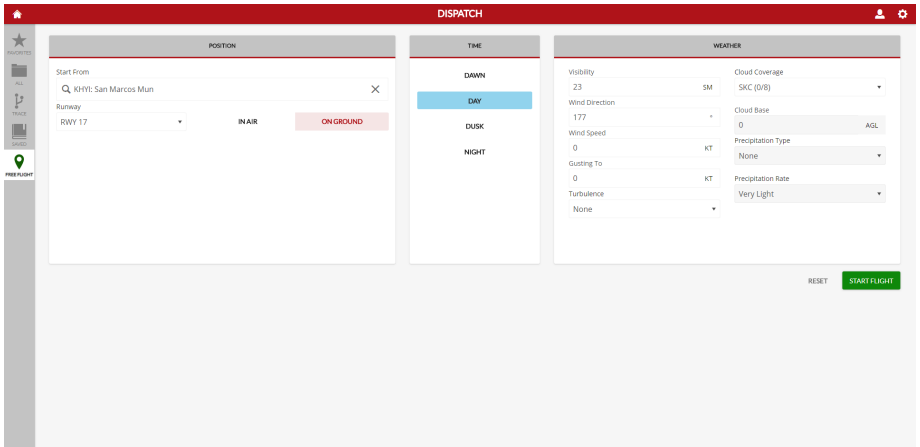 DISPATCH
FAVORITES
ALL
TRACE
SAVED
FREE FLIGHT
POSITION
Start From
KHYI: San Marcos Mun
Runway
RWY 17
IN AIR
ON GROUND
TIME
DAWN
DAY
DUSK
NIGHT
WEATHER
Visibility
23 SM
Wind Direction
177 °
Wind Speed
0 KT
Gusting To
0 KT
Turbulence
None
Cloud Coverage
SKC (0/8)
Cloud Base
0 AGL
Precipitation Type
None
Precipitation Rate
Very Light
RESET
START FLIGHT